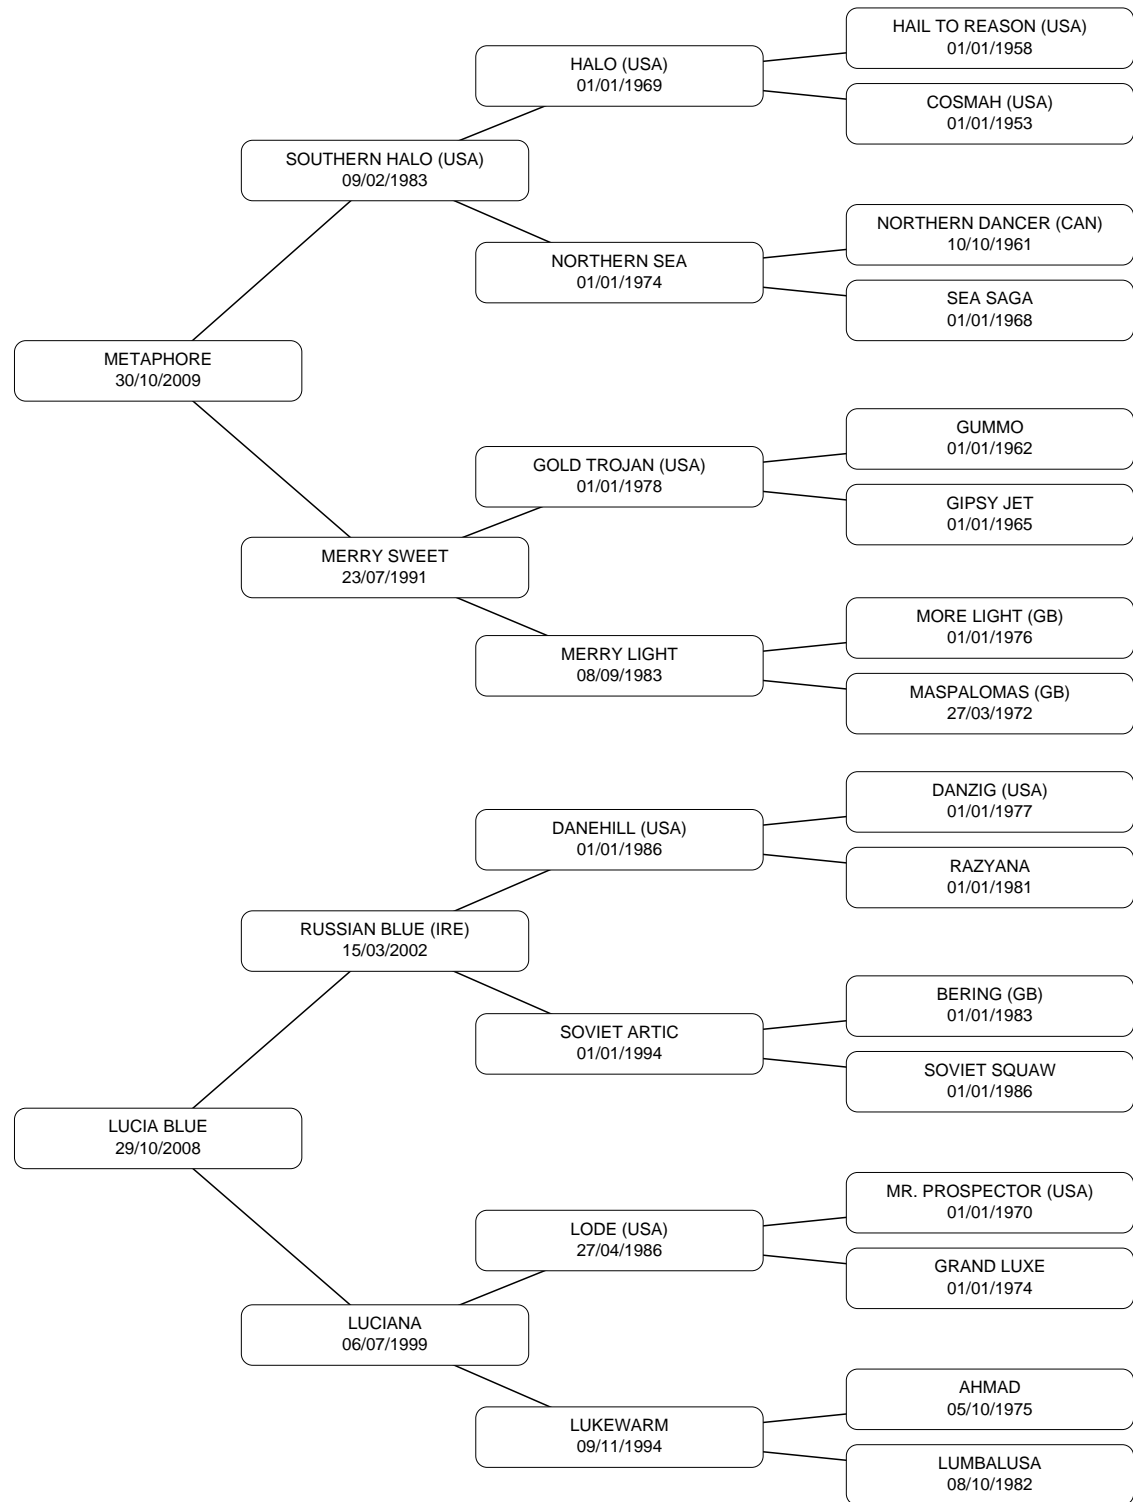 HAIL TO REASON (USA)
01/01/1958
HALO (USA)
01/01/1969
COSMAH (USA)
01/01/1953
SOUTHERN HALO (USA)
09/02/1983
NORTHERN DANCER (CAN)
10/10/1961
NORTHERN SEA
01/01/1974
SEA SAGA
01/01/1968
METAPHORE
30/10/2009
GUMMO
01/01/1962
GOLD TROJAN (USA)
01/01/1978
GIPSY JET
01/01/1965
MERRY SWEET
23/07/1991
MORE LIGHT (GB)
01/01/1976
MERRY LIGHT
08/09/1983
MASPALOMAS (GB)
27/03/1972
DANZIG (USA)
01/01/1977
DANEHILL (USA)
01/01/1986
RAZYANA
01/01/1981
RUSSIAN BLUE (IRE)
15/03/2002
BERING (GB)
01/01/1983
SOVIET ARTIC
01/01/1994
SOVIET SQUAW
01/01/1986
LUCIA BLUE
29/10/2008
MR. PROSPECTOR (USA)
01/01/1970
LODE (USA)
27/04/1986
GRAND LUXE
01/01/1974
LUCIANA
06/07/1999
AHMAD
05/10/1975
LUKEWARM
09/11/1994
LUMBALUSA
08/10/1982